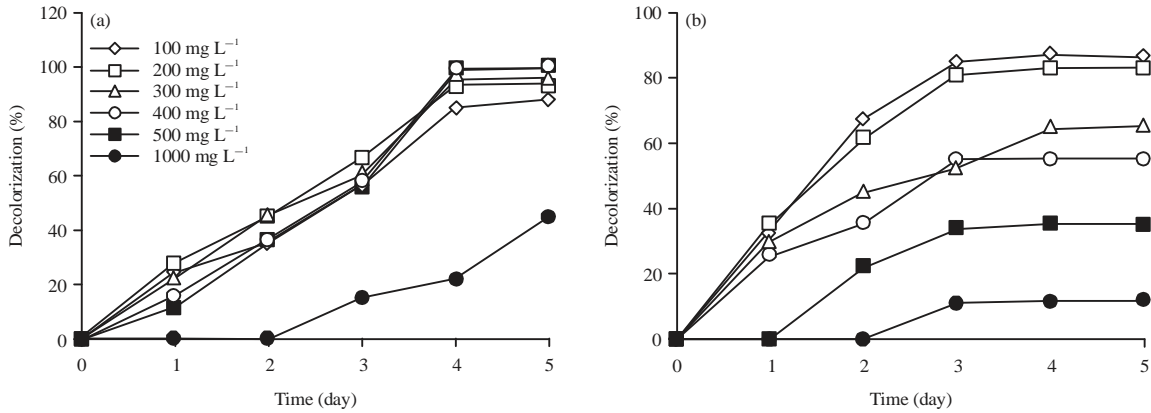 (a)
120
100
80
60
40
20
0
Decolorization (%)
100 mg L⁻¹
200 mg L⁻¹
300 mg L⁻¹
400 mg L⁻¹
500 mg L⁻¹
1000 mg L⁻¹
0 1 2 3 4 5
Time (day)
(b)
100
80
60
40
20
0
Decolorization (%)
0 1 2 3 4 5
Time (day)